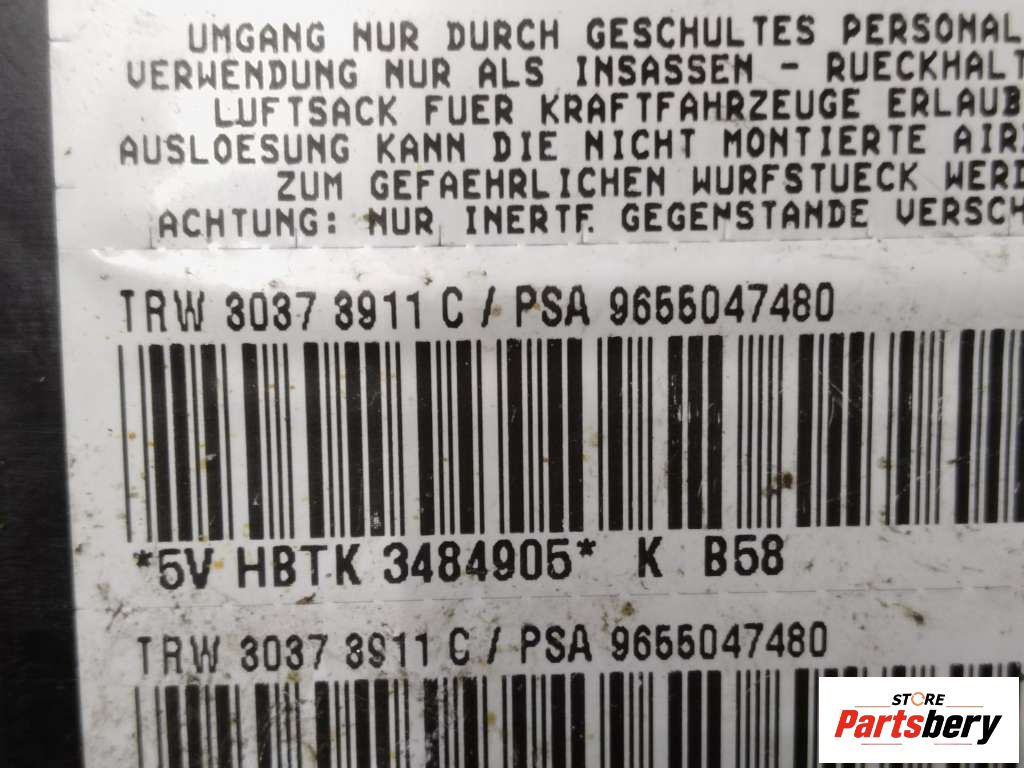 UMGANG NUR DURCH GESCHULTES PERSONAL
VERWENDUNG NUR ALS INSASSEN - RUECKHALT
LUFTSACK FUER KRAFTFAHRZEUGE ERLAUB
AUSLOESUNG KANN DIE NICHT MONTIERTE AIR
ZUM GEFAEHRLICHEN WURFSTUECK WERD
ACHTUNG: NUR INERTF. GEGENSTANDE VERSCH
TRW 3037 3911 C / PSA 9655047480
*5V HBTK 3484905* K B58
TRW 3037 3911 C / PSA 9655047480
STORE
Partsbery